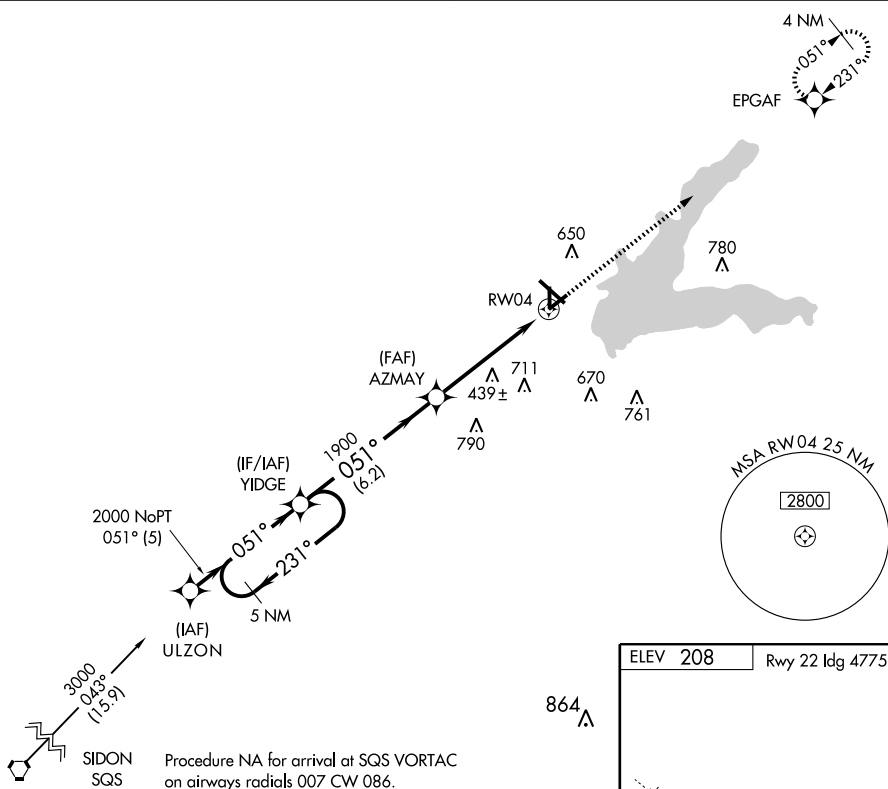 4 NM
051°
231°
EPGAF
650
780
RW04
(FAF)
AZMAY
711
439±
670
761
790
1900
051°
(6.2)
(IF/IAF)
YIDGE
MSA RW04 25 NM
2800
2000 NoPT
051° (5)
051°
231°
5 NM
(IAF)
ULZON
3000
043°
(15.9)
ELEV 208
Rwy 22 ldg 4775
864
SIDON
SQS
Procedure NA for arrival at SQS VORTAC
on airways radials 007 CW 086.